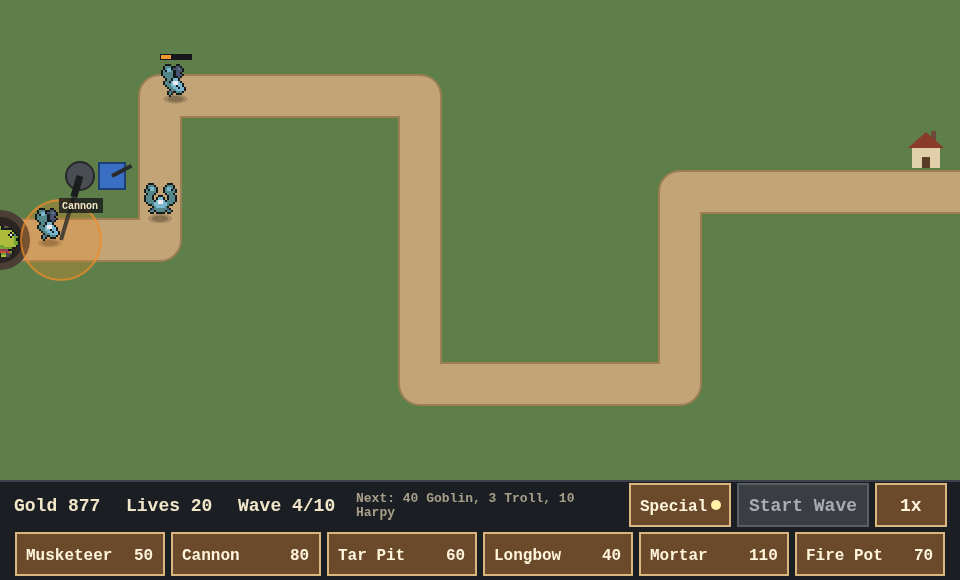 Cannon
Gold 877 Lives 20 Wave 4/10 Next: 40 Goblin, 3 Troll, 10
Harpy
Special Start Wave 1x
Musketeer 50 Cannon 80 Tar Pit 60 Longbow 40 Mortar 110 Fire Pot 70